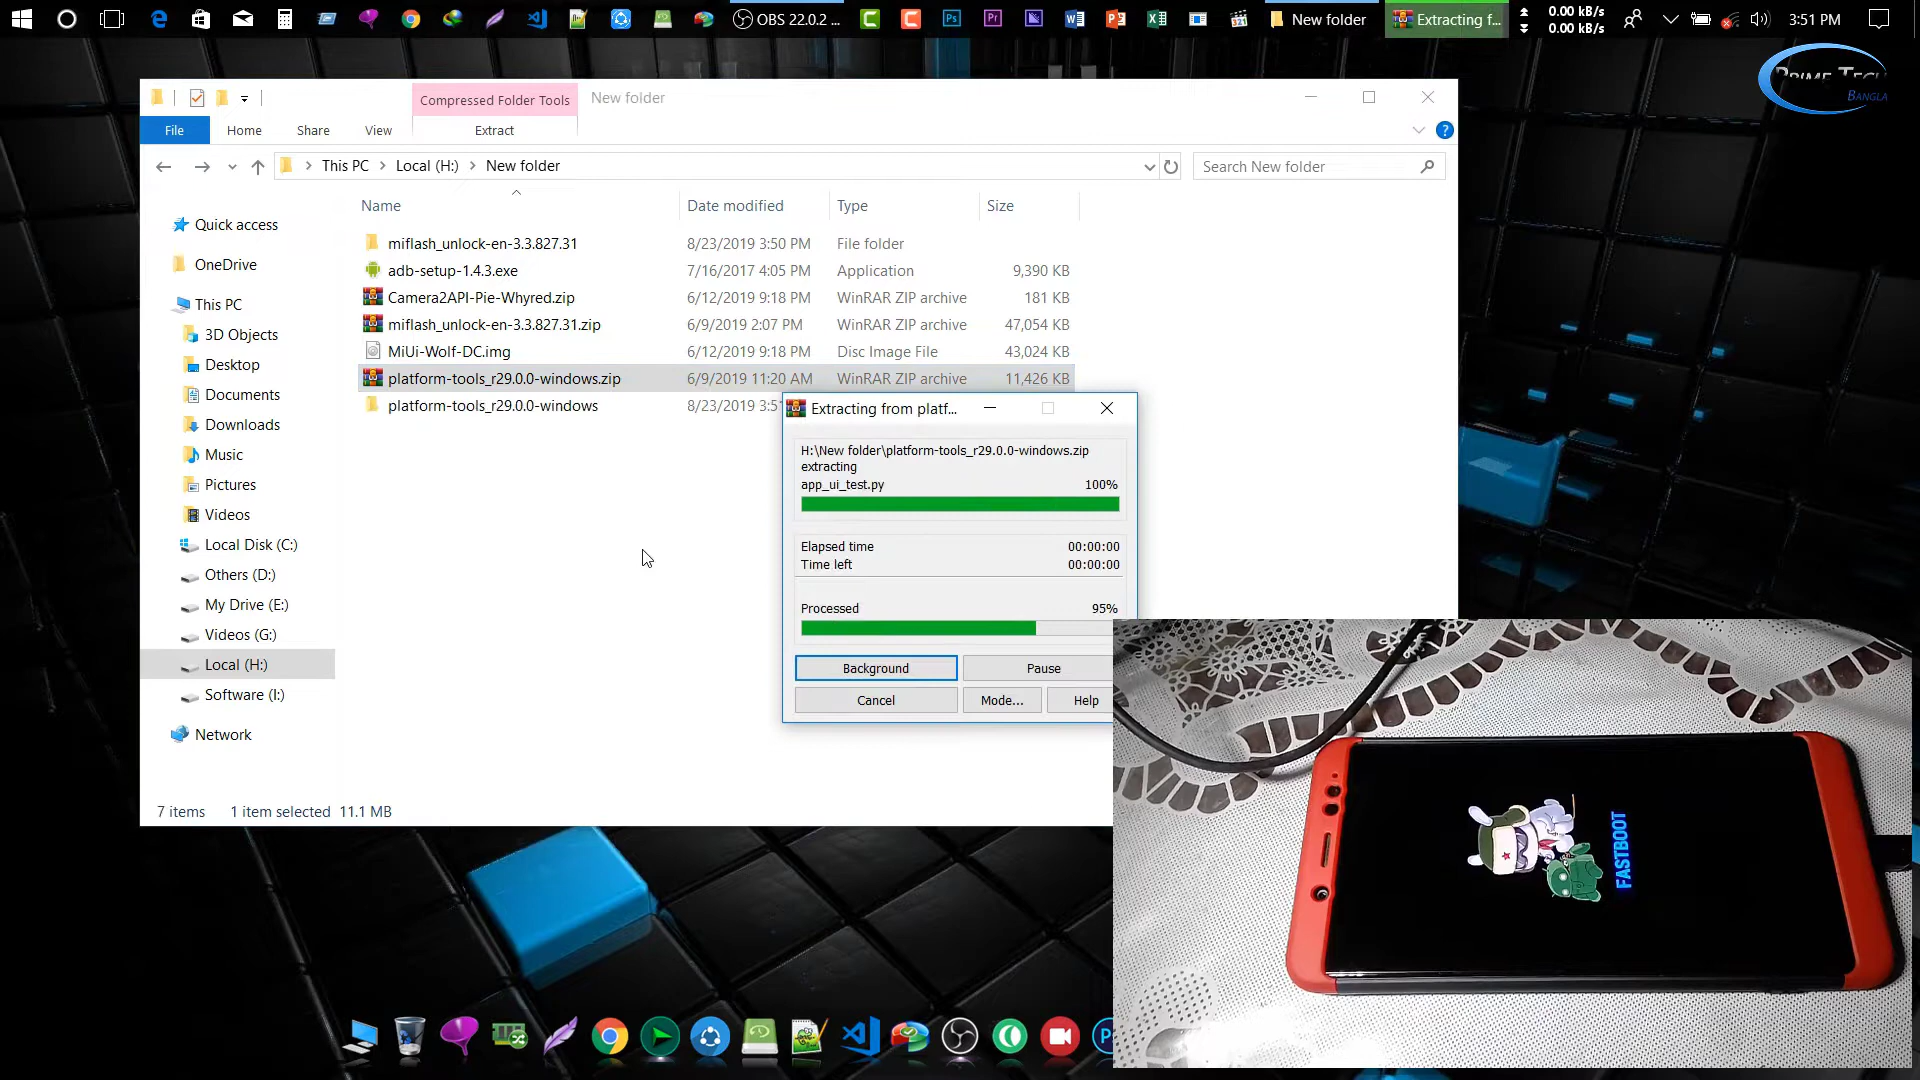 OBS 22.0.2 ...
New folder
Extracting f...
0.00 kB/s
0.00 kB/s
3:51 PM
PRIME TECH
BANGLA
Compressed Folder Tools
New folder
File
Home
Share
View
Extract
This PC
Local (H:)
New folder
Search New folder
Name
Date modified
Type
Size
miflash_unlock-en-3.3.827.31
8/23/2019 3:50 PM
File folder
adb-setup-1.4.3.exe
7/16/2017 4:05 PM
Application
9,390 KB
Camera2API-Pie-Whyred.zip
6/12/2019 9:18 PM
WinRAR ZIP archive
181 KB
miflash_unlock-en-3.3.827.31.zip
6/9/2019 2:07 PM
WinRAR ZIP archive
47,054 KB
MiUi-Wolf-DC.img
6/12/2019 9:18 PM
Disc Image File
43,024 KB
platform-tools_r29.0.0-windows.zip
6/9/2019 11:20 AM
WinRAR ZIP archive
11,426 KB
platform-tools_r29.0.0-windows
8/23/2019 3:51
Quick access
OneDrive
This PC
3D Objects
Desktop
Documents
Downloads
Music
Pictures
Videos
Local Disk (C:)
Others (D:)
My Drive (E:)
Videos (G:)
Local (H:)
Software (I:)
Network
7 items
1 item selected
11.1 MB
Extracting from platf...
H:\New folder\platform-tools_r29.0.0-windows.zip
extracting
app_ui_test.py
100%
Elapsed time
00:00:00
Time left
00:00:00
Processed
95%
Background
Pause
Cancel
Mode...
Help
FASTBOOT